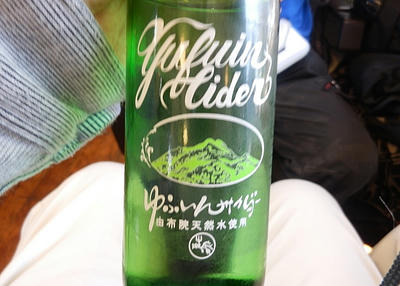 Yufuin
Cider
ゆふいんサイダー
由布院天然水使用